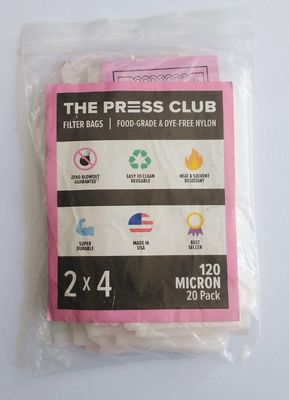 THE PRESS CLUB
FILTER BAGS | FOOD-GRADE & DYE-FREE NYLON
ZERO BLOWOUT GUARANTEE
EASY TO CLEAN REUSABLE
HEAT & SOLVENT RESISTANT
SUPER DURABLE
MADE IN USA
BEST SELLER
2 x 4
120
MICRON
20 Pack